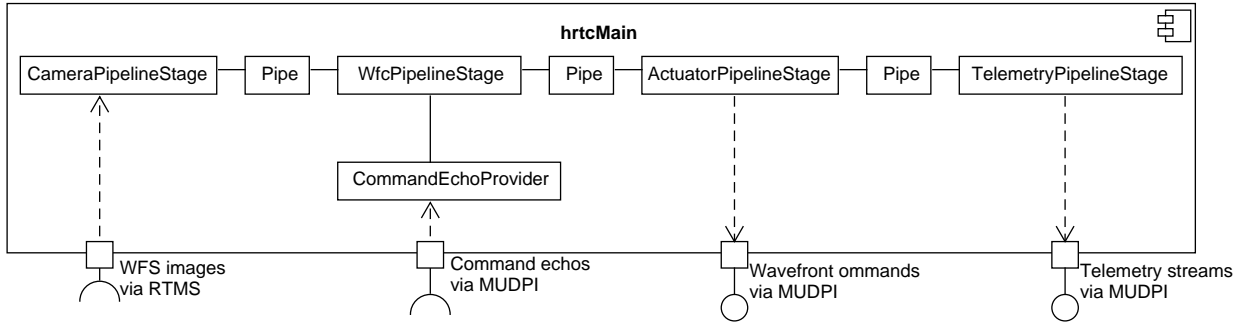 hrtcMain
CameraPipelineStage
Pipe
WfcPipelineStage
Pipe
ActuatorPipelineStage
Pipe
TelemetryPipelineStage
CommandEchoProvider
WFS images
via RTMS
Command echos
via MUDPI
Wavefront ommands
via MUDPI
Telemetry streams
via MUDPI